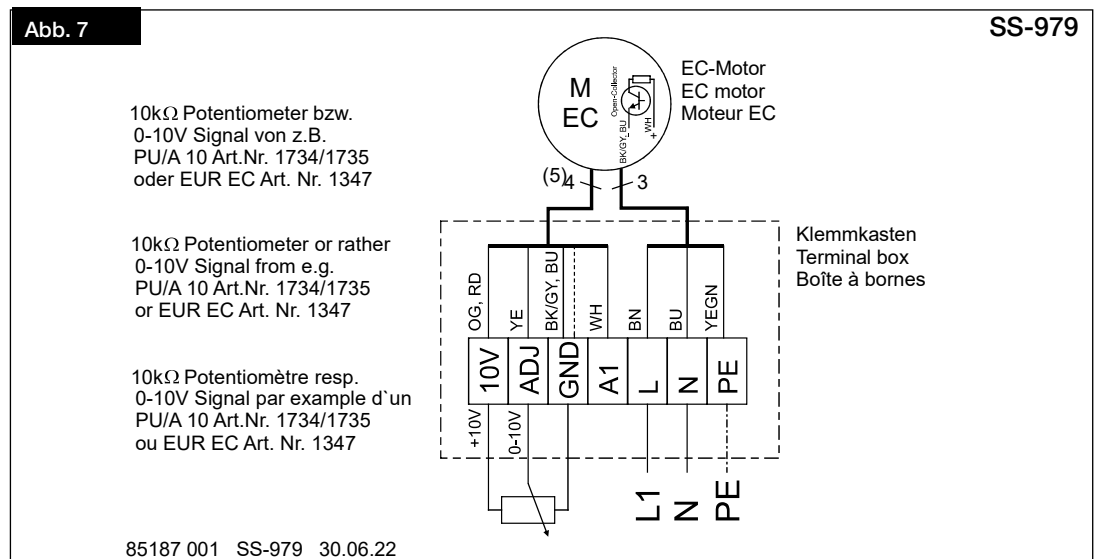 Abb. 7
SS-979
M
EC
Open-Collector
BK/GY, BU
-
+ WH
EC-Motor
EC motor
Moteur EC
10kΩ Potentiometer bzw.
0-10V Signal von z.B.
PU/A 10 Art.Nr. 1734/1735
oder EUR EC Art. Nr. 1347
(5)
4
3
10kΩ Potentiometer or rather
0-10V Signal from e.g.
PU/A 10 Art.Nr. 1734/1735
or EUR EC Art. Nr. 1347
Klemmkasten
Terminal box
Boîte à bornes
OG, RD
YE
BK/GY, BU
WH
BN
BU
YEGN
10V
ADJ
GND
A1
L
N
PE
10kΩ Potentiomètre resp.
0-10V Signal par example d`un
PU/A 10 Art.Nr. 1734/1735
ou EUR EC Art. Nr. 1347
+10V
0-10V
L1
N
PE
85187 001 SS-979 30.06.22